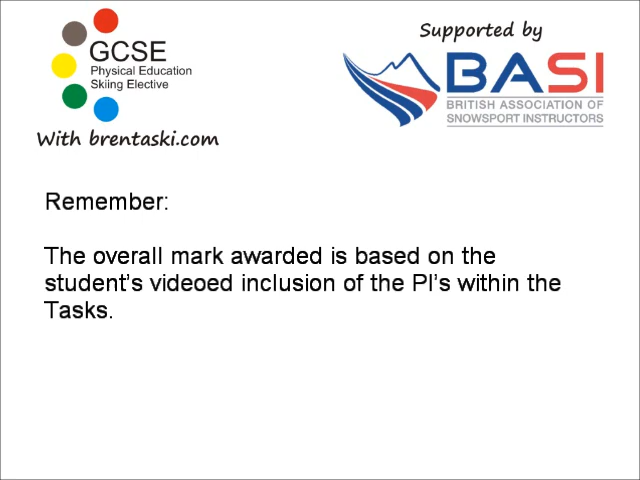 GCSE
Physical Education
Skiing Elective
With brentaski.com
Supported by
BASI
BRITISH ASSOCIATION OF
SNOWSPORT INSTRUCTORS
Remember:
The overall mark awarded is based on the
student’s videoed inclusion of the PI’s within the
Tasks.